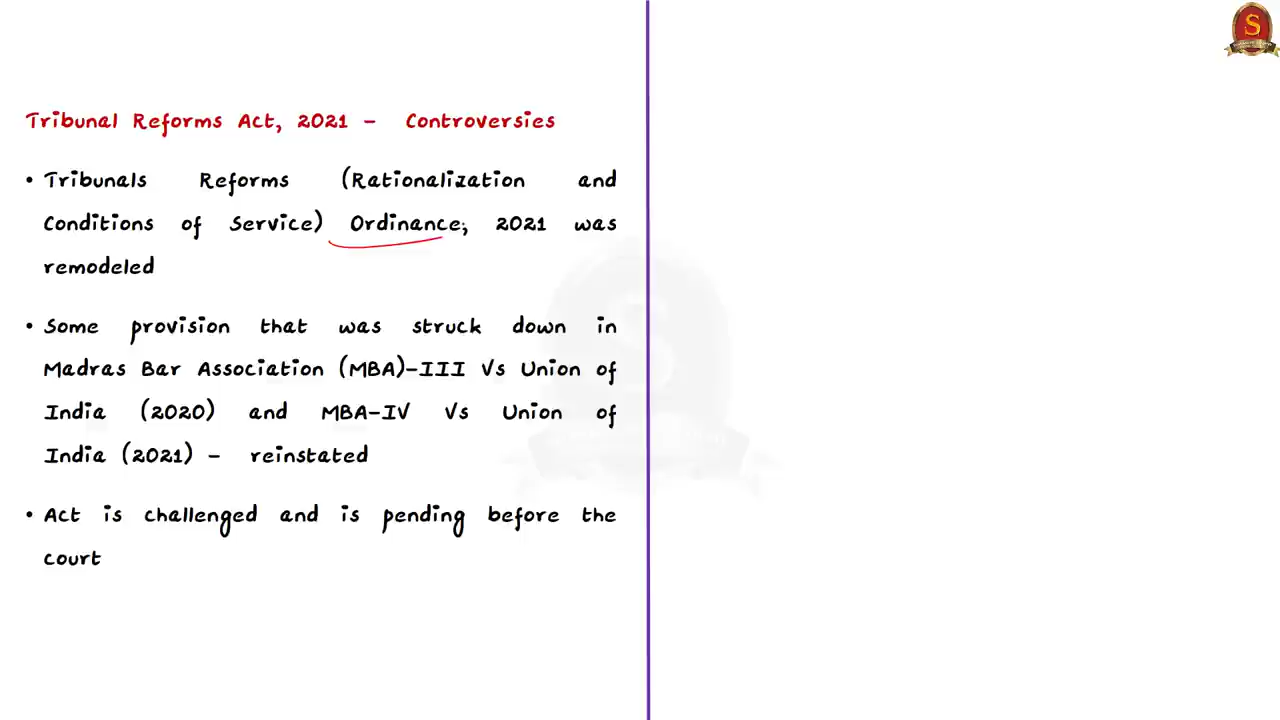 Tribunal Reforms Act, 2021 - Controversies
• Tribunals Reforms (Rationalization and
Conditions of Service) Ordinance, 2021 was
remodeled
• Some provision that was struck down in
Madras Bar Association (MBA)-III Vs Union of
India (2020) and MBA-IV Vs Union of
India (2021) - reinstated
• Act is challenged and is pending before the
court
S